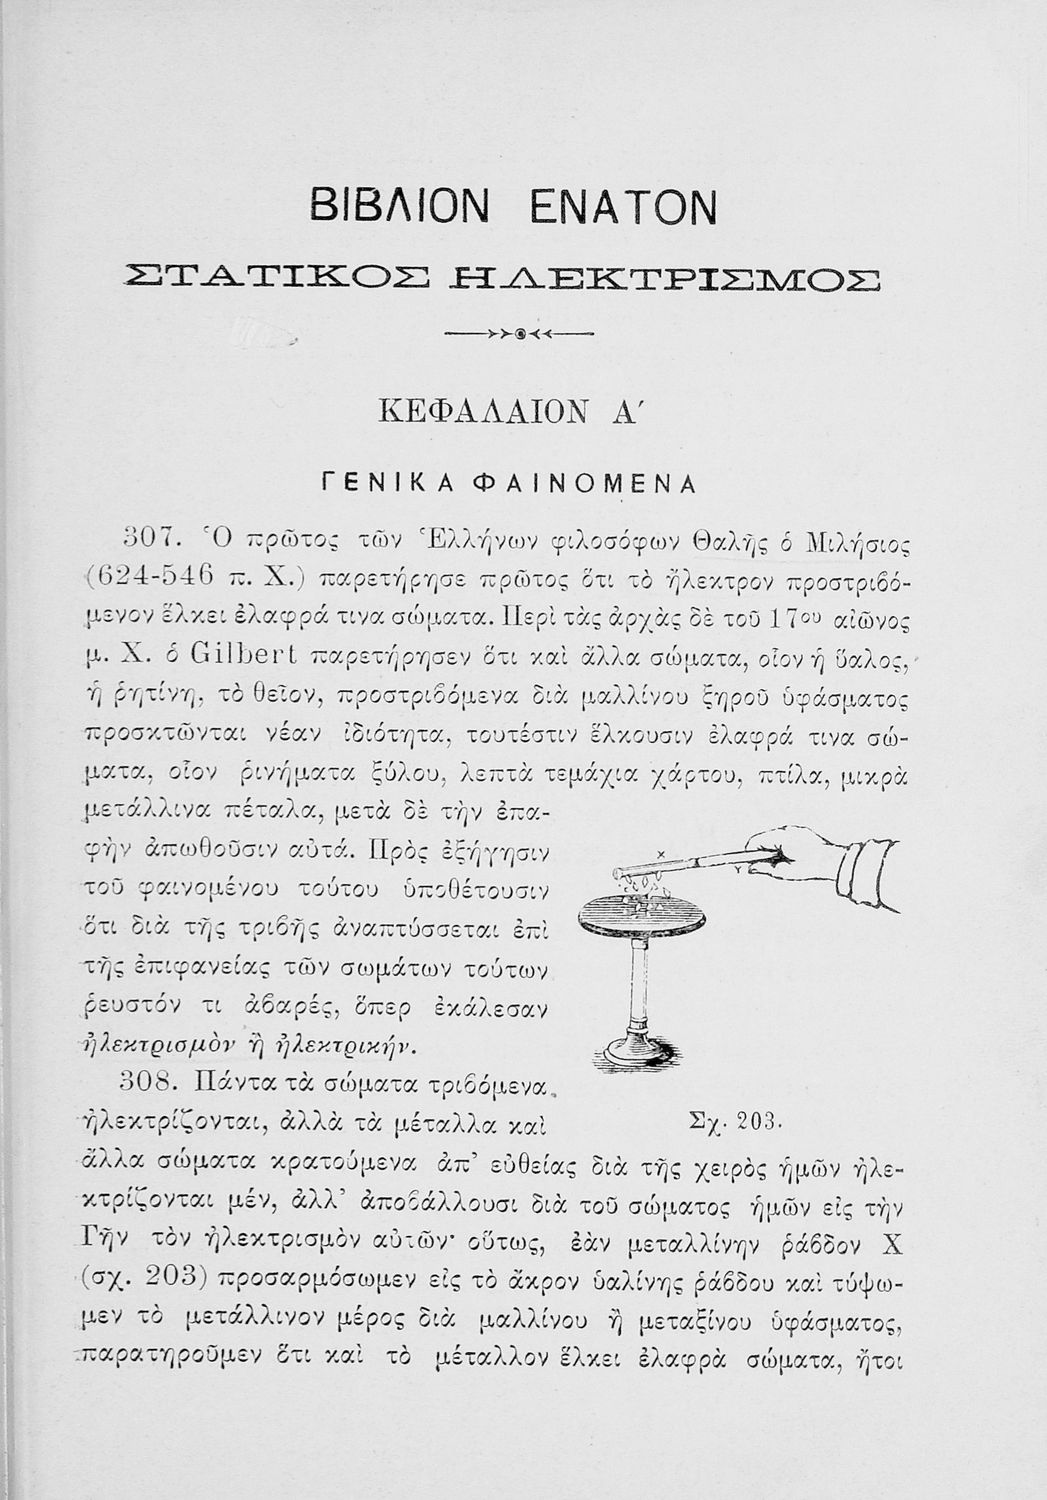 ΒΙΒΛΙΟΝ ΕΝΑΤΟΝ
ΣΤΑΤΙΚΟΣ ΗΛΕΚΤΡΙΣΜΟΣ
ΚΕΦΑΛΑΙΟΝ Α΄
ΓΕΝΙΚΑ ΦΑΙΝΟΜΕΝΑ
307. Ὁ πρῶτος τῶν Ἑλλήνων φιλοσόφων Θαλῆς ὁ Μιλήσιος
(624-546 π. Χ.) παρετήρησε πρῶτος ὅτι τὸ ἤλεκτρον προστριβό-
μενον ἕλκει ἐλαφρά τινα σώματα. Περὶ τὰς ἀρχὰς δὲ τοῦ 17ου αἰῶνος
μ. Χ. ὁ Gilbert παρετήρησεν ὅτι καὶ ἄλλα σώματα, οἷον ἡ ὕαλος,
ἡ ῥητίνη, τὸ θεῖον, προστριβόμενα διὰ μαλλίνου ξηροῦ ὑφάσματος
προσκτῶνται νέαν ἰδιότητα, τουτέστιν ἕλκουσιν ἐλαφρά τινα σώ-
ματα, οἷον ῥινήματα ξύλου, λεπτὰ τεμάχια χάρτου, πτίλα, μικρὰ
μετάλλινα πέταλα, μετὰ δὲ τὴν ἐπα-
φὴν ἀπωθοῦσιν αὐτά. Πρὸς ἐξήγησιν
τοῦ φαινομένου τούτου ὑποθέτουσιν
ὅτι διὰ τῆς τριβῆς ἀναπτύσσεται ἐπὶ
τῆς ἐπιφανείας τῶν σωμάτων τούτων
ῥευστόν τι ἀβαρές, ὅπερ ἐκάλεσαν
ἠλεκτρισμὸν ἢ ἠλεκτρικήν.
X
Y
308. Πάντα τὰ σώματα τριβόμενα
ἠλεκτρίζονται, ἀλλὰ τὰ μέταλλα καὶ
Σχ. 203.
ἄλλα σώματα κρατούμενα ἀπ' εὐθείας διὰ τῆς χειρὸς ἡμῶν ἠλε-
κτρίζονται μέν, ἀλλ' ἀποβάλλουσι διὰ τοῦ σώματος ἡμῶν εἰς τὴν
Γῆν τὸν ἠλεκτρισμὸν αὐτῶν· οὕτως, ἐὰν μεταλλίνην ῥάβδον Χ
(σχ. 203) προσαρμόσωμεν εἰς τὸ ἄκρον ὑαλίνης ῥάβδου καὶ τύψω-
μεν τὸ μετάλλινον μέρος διὰ μαλλίνου ἢ μεταξίνου ὑφάσματος,
παρατηροῦμεν ὅτι καὶ τὸ μέταλλον ἕλκει ἐλαφρὰ σώματα, ἤτοι